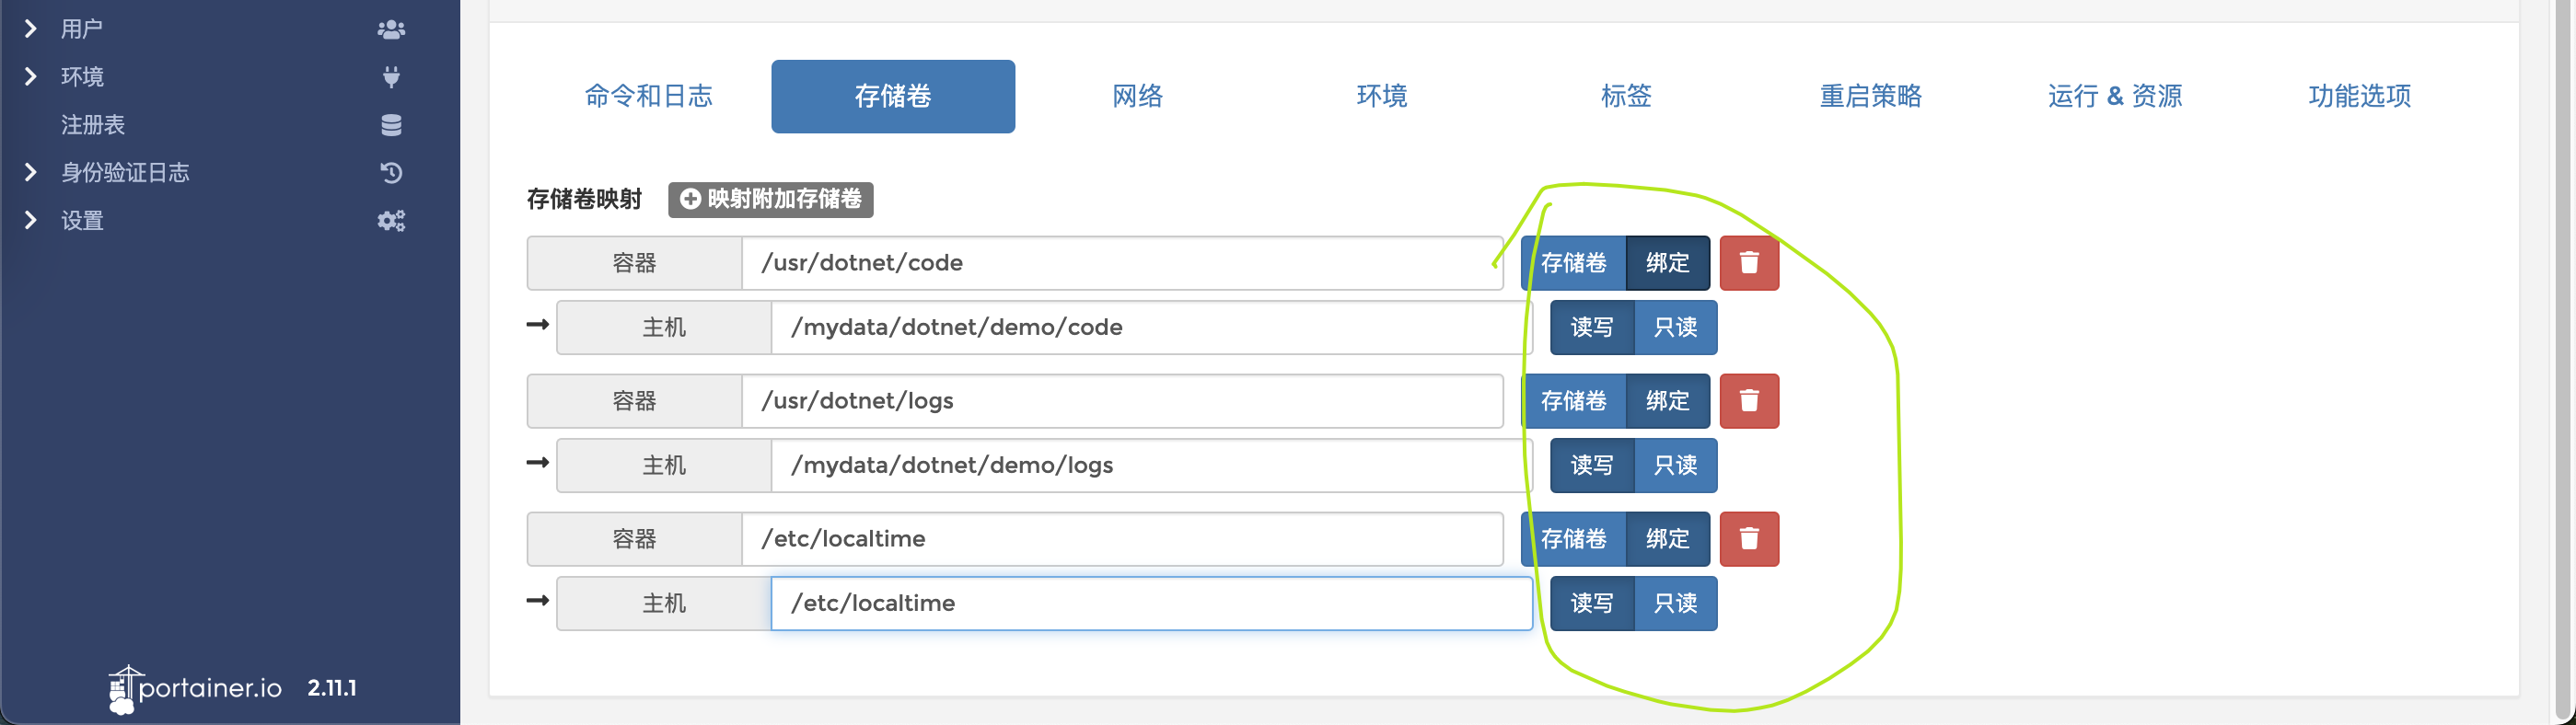 用户
环境
注册表
身份验证日志
设置
portainer.io 2.11.1
命令和日志 存储卷 网络 环境 标签 重启策略 运行 & 资源 功能选项
存储卷映射 映射附加存储卷
容器 /usr/dotnet/code 存储卷 绑定
主机 /mydata/dotnet/demo/code 读写 只读
容器 /usr/dotnet/logs 存储卷 绑定
主机 /mydata/dotnet/demo/logs 读写 只读
容器 /etc/localtime 存储卷 绑定
主机 /etc/localtime 读写 只读